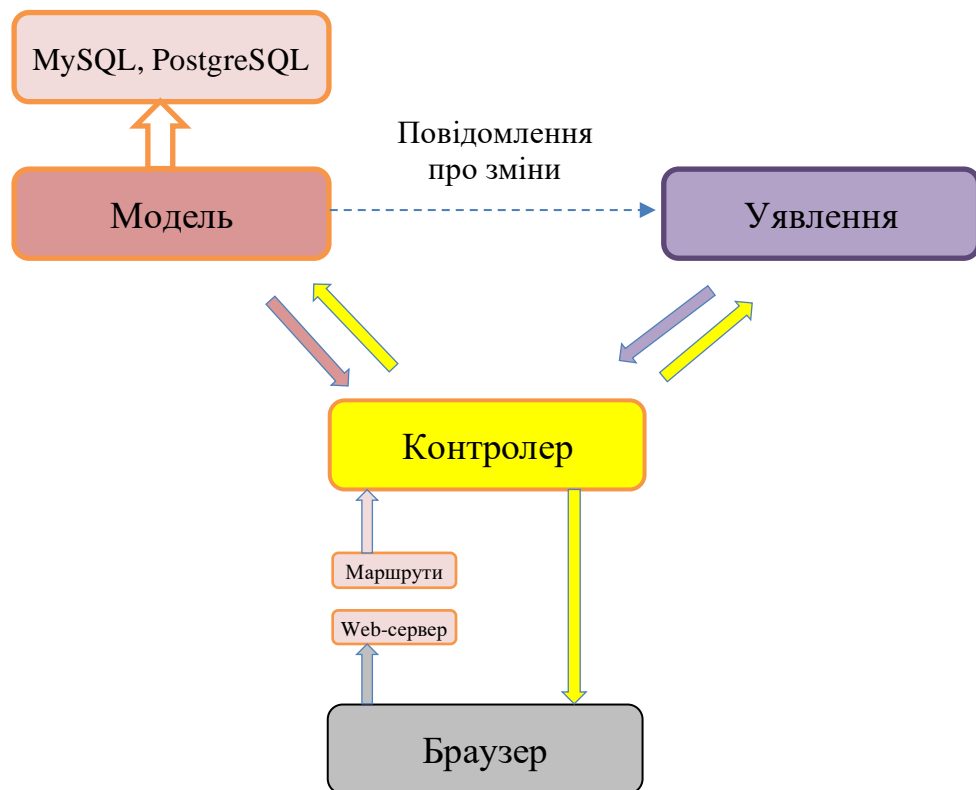 MySQL, PostgreSQL
Повідомлення
про зміни
Модель
Уявлення
Контролер
Маршрути
Web-сервер
Браузер